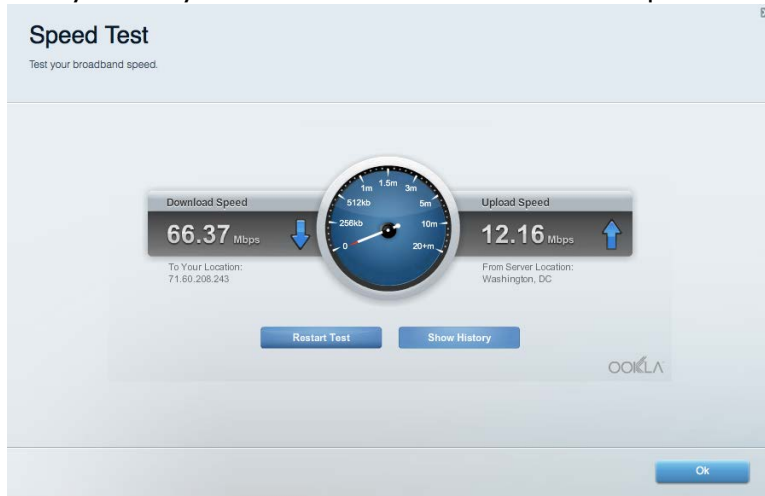 Speed Test
Test your broadband speed.
Download Speed
66.37 Mbps
To Your Location:
71.60.208.243
0
256kb
512kb
1m
1.5m
3m
5m
10m
20+m
Upload Speed
12.16 Mbps
From Server Location:
Washington, DC
Restart Test
Show History
OOKLA
Ok